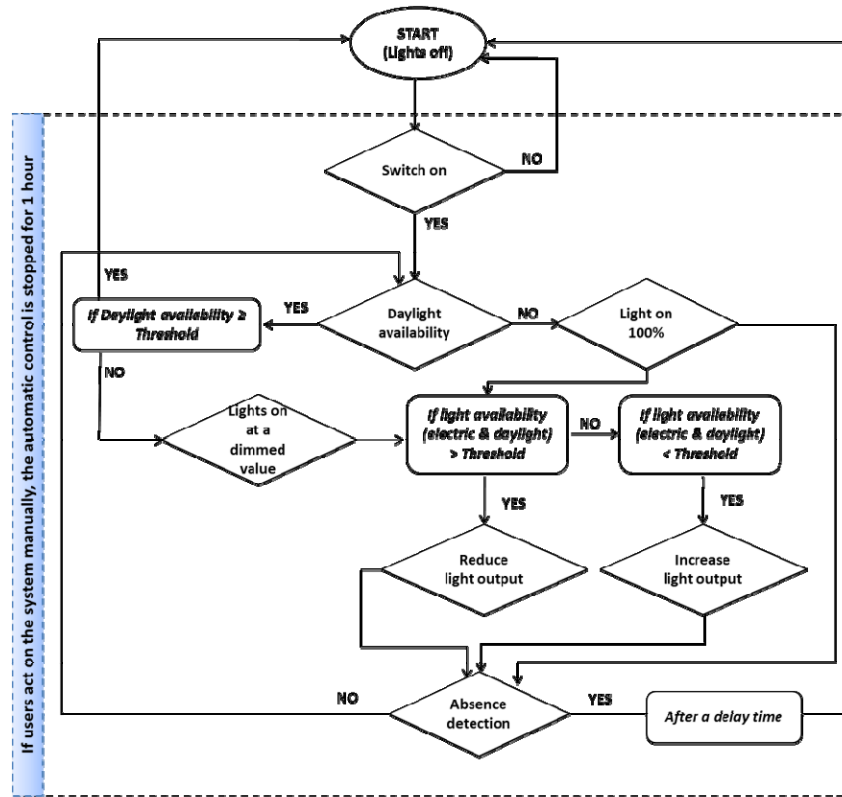 START
(Lights off)
Switch on
NO
YES
If users act on the system manually, the automatic control is stopped for 1 hour
YES
If Daylight availability ≥
Threshold
YES
Daylight
availability
NO
Light on
100%
NO
Lights on
at a
dimmed
value
If light availability
(electric & daylight)
> Threshold
NO
If light availability
(electric & daylight)
< Threshold
YES
YES
Reduce
light output
Increase
light output
NO
Absence
detection
YES
After a delay time